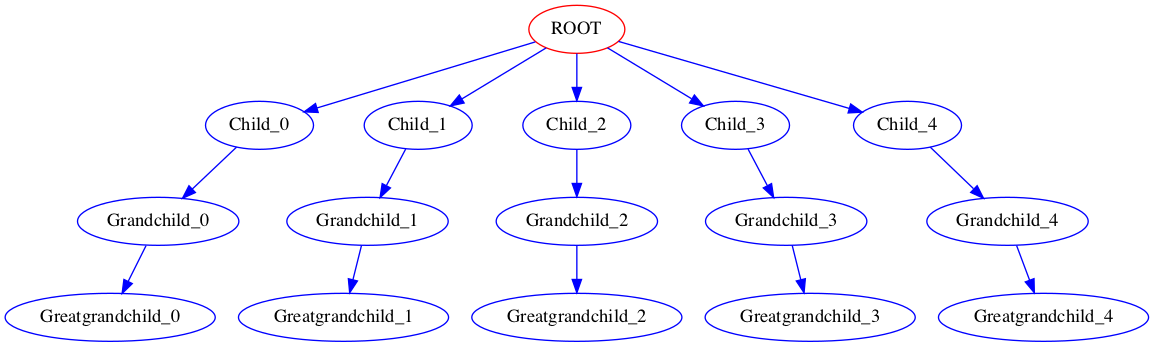 ROOT
Child_0
Child_1
Child_2
Child_3
Child_4
Grandchild_0
Grandchild_1
Grandchild_2
Grandchild_3
Grandchild_4
Greatgrandchild_0
Greatgrandchild_1
Greatgrandchild_2
Greatgrandchild_3
Greatgrandchild_4